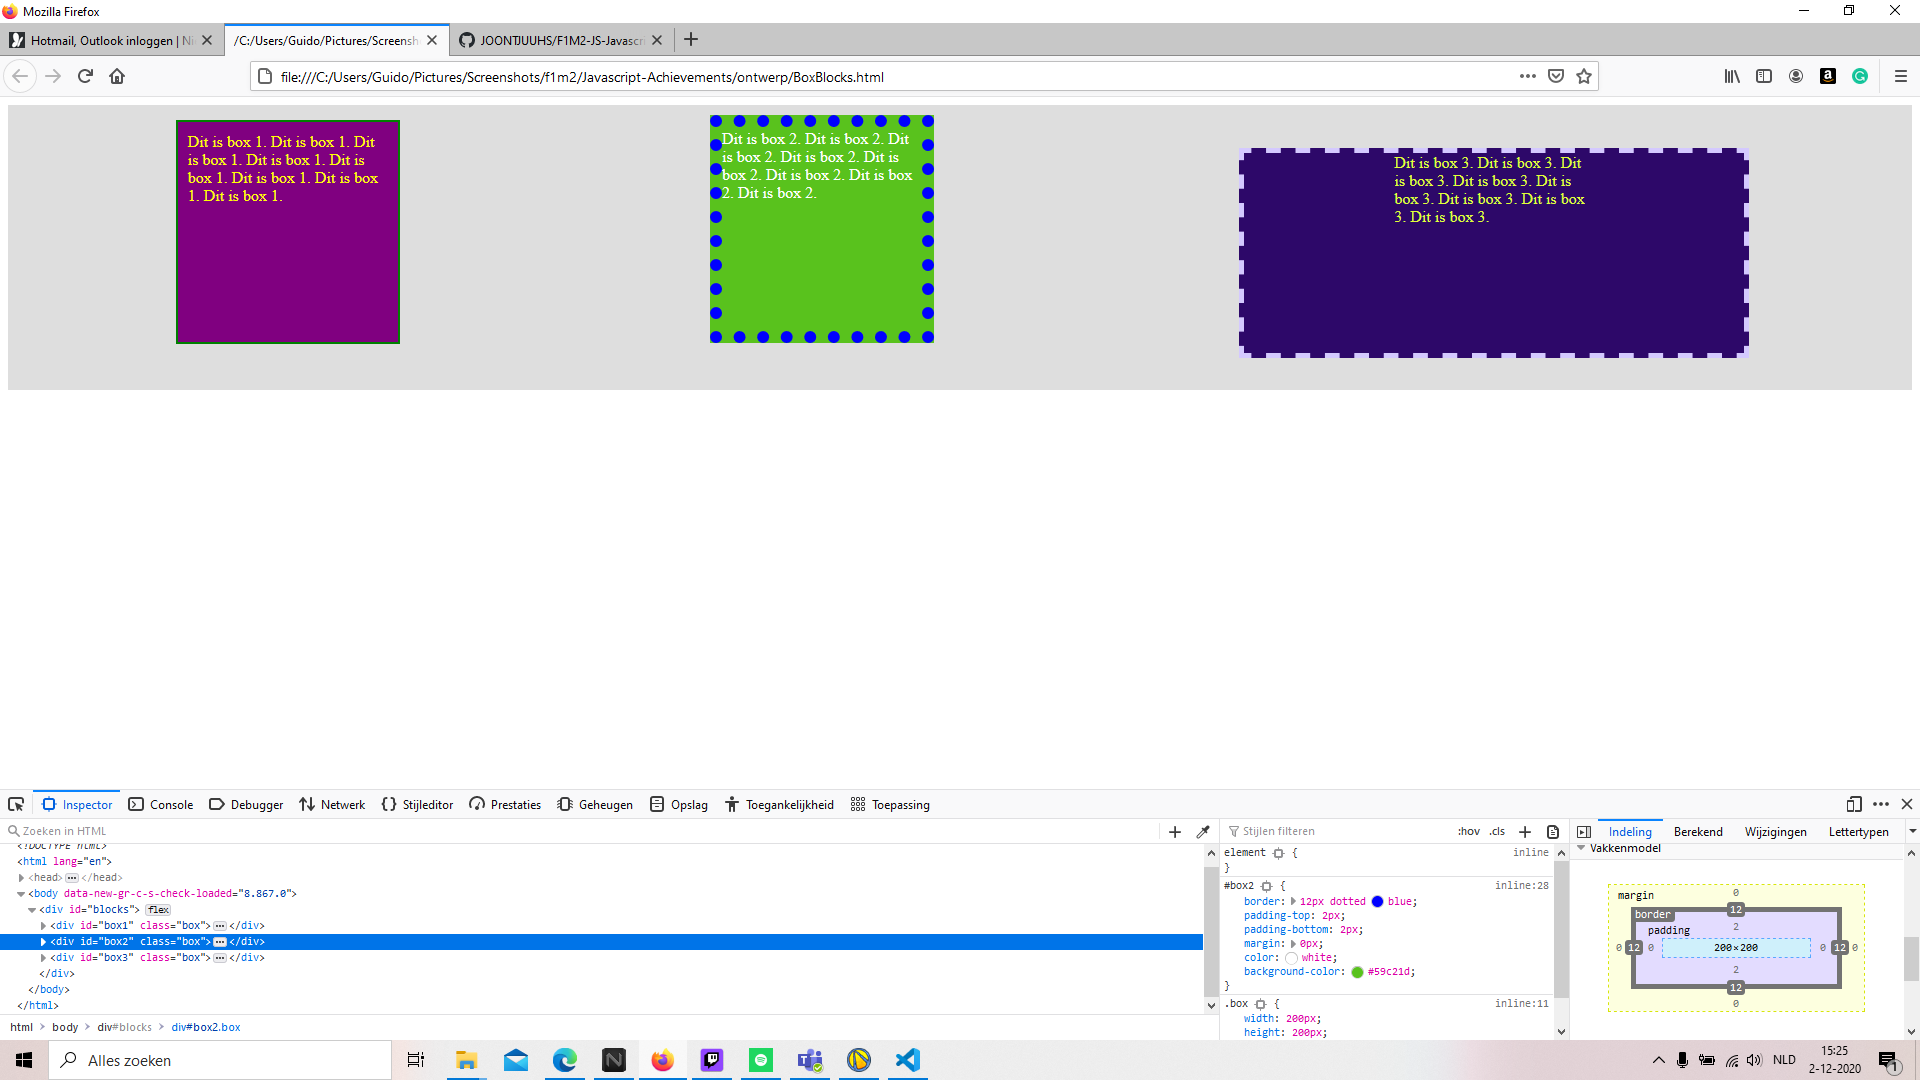 Mozilla Firefox
Hotmail, Outlook inloggen | Ni
/C:/Users/Guido/Pictures/Screensh
JOONTJUUHS/F1M2-JS-Javascri
file:///C:/Users/Guido/Pictures/Screenshots/f1m2/Javascript-Achievements/ontwerp/BoxBlocks.html
Dit is box 1. Dit is box 1. Dit
is box 1. Dit is box 1. Dit is
box 1. Dit is box 1. Dit is box
1. Dit is box 1.
Dit is box 2. Dit is box 2. Dit
is box 2. Dit is box 2. Dit is
box 2. Dit is box 2. Dit is box
2. Dit is box 2.
Dit is box 3. Dit is box 3. Dit
is box 3. Dit is box 3. Dit is
box 3. Dit is box 3. Dit is box
3. Dit is box 3.
Inspector
Console
Debugger
Netwerk
Stijleditor
Prestaties
Geheugen
Opslag
Toegankelijkheid
Toepassing
Zoeken in HTML
<!DOCTYPE html>
<html lang="en">
<head> ••• </head>
<body data-new-gr-c-s-check-loaded="8.867.0">
<div id="blocks"> flex
<div id="box1" class="box"> ••• </div>
<div id="box2" class="box"> ••• </div>
<div id="box3" class="box"> ••• </div>
</div>
</body>
</html>
html > body > div#blocks > div#box2.box
Stijlen filteren
:hov .cls
element { inline
}
#box2 { inline:28
border: 12px dotted blue;
padding-top: 2px;
padding-bottom: 2px;
margin: 0px;
color: white;
background-color: #59c21d;
}
.box { inline:11
width: 200px;
height: 200px;
Indeling
Berekend
Wijzigingen
Lettertypen
Vakkenmodel
margin 0
border 12
padding 2
0 12 0 200×200 0 12 0
2
12
0
Alles zoeken
NLD
15:25
2-12-2020
1